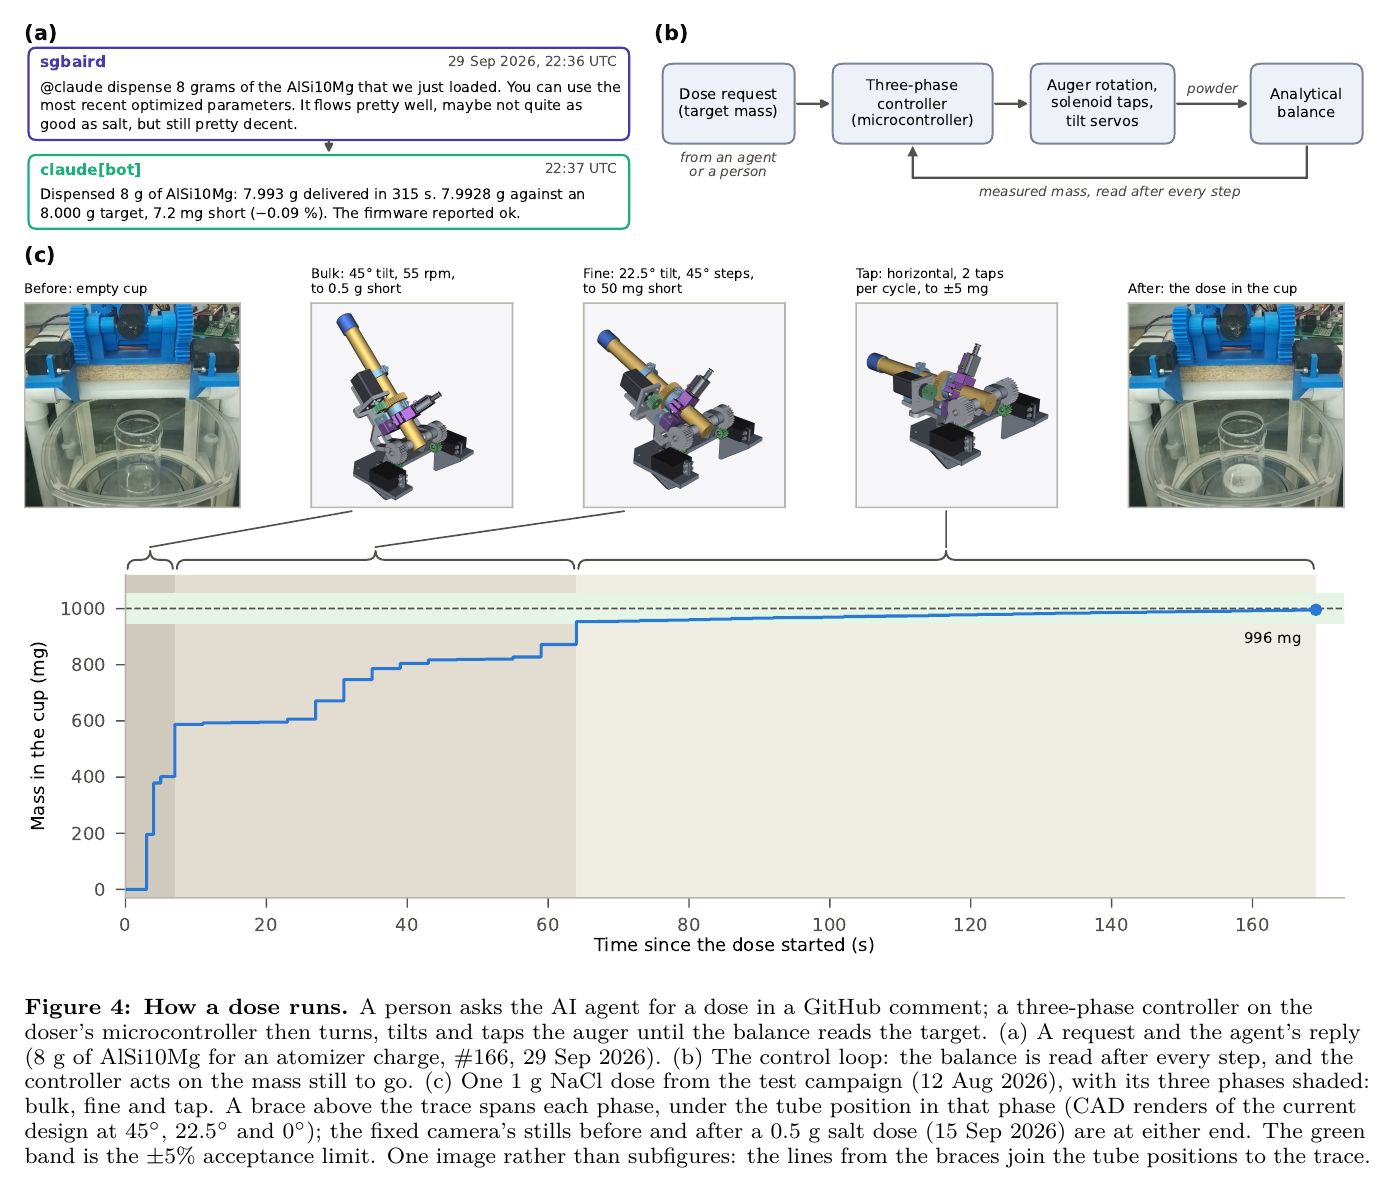 (a)
sgbaird
29 Sep 2026, 22:36 UTC
@claude dispense 8 grams of the AlSi10Mg that we just loaded. You can use the
most recent optimized parameters. It flows pretty well, maybe not quite as
good as salt, but still pretty decent.
claude[bot]
22:37 UTC
Dispensed 8 g of AlSi10Mg: 7.993 g delivered in 315 s. 7.9928 g against an
8.000 g target, 7.2 mg short (−0.09 %). The firmware reported ok.
(b)
Dose request
(target mass)
from an agent
or a person
Three-phase
controller
(microcontroller)
Auger rotation,
solenoid taps,
tilt servos
powder
Analytical
balance
measured mass, read after every step
(c)
Before: empty cup
Bulk: 45° tilt, 55 rpm,
to 0.5 g short
Fine: 22.5° tilt, 45° steps,
to 50 mg short
Tap: horizontal, 2 taps
per cycle, to ±5 mg
After: the dose in the cup
Mass in the cup (mg)
1000
800
600
400
200
0
996 mg
0 20 40 60 80 100 120 140 160
Time since the dose started (s)
Figure 4: How a dose runs. A person asks the AI agent for a dose in a GitHub comment; a three-phase controller on the
doser's microcontroller then turns, tilts and taps the auger until the balance reads the target. (a) A request and the agent's reply
(8 g of AlSi10Mg for an atomizer charge, #166, 29 Sep 2026). (b) The control loop: the balance is read after every step, and the
controller acts on the mass still to go. (c) One 1 g NaCl dose from the test campaign (12 Aug 2026), with its three phases shaded:
bulk, fine and tap. A brace above the trace spans each phase, under the tube position in that phase (CAD renders of the current
design at 45°, 22.5° and 0°); the fixed camera's stills before and after a 0.5 g salt dose (15 Sep 2026) are at either end. The green
band is the ±5% acceptance limit. One image rather than subfigures: the lines from the braces join the tube positions to the trace.